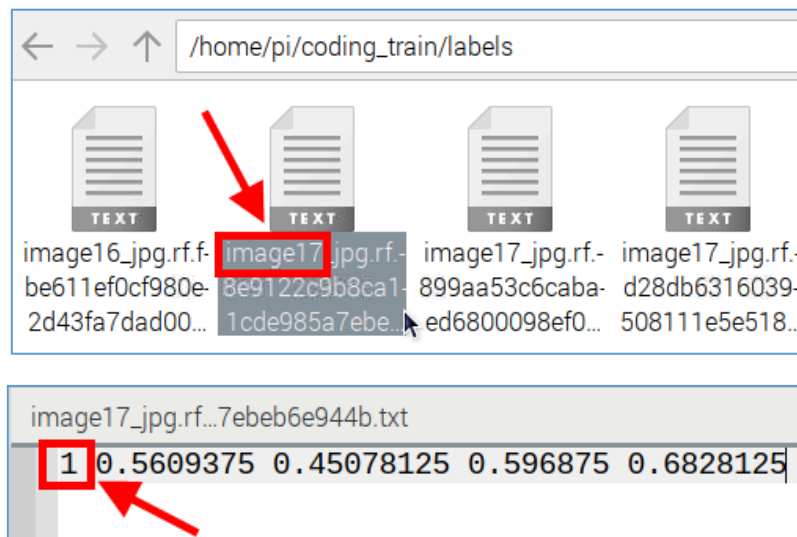 /home/pi/coding_train/labels
TEXT TEXT TEXT TEXT
image16_jpg.rf.f- image17_jpg.rf.- image17_jpg.rf.- image17_jpg.rf.-
be611ef0cf980e- 8e9122c9b8ca1- 899aa53c6caba- d28db6316039-
2d43fa7dad00... 1cde985a7ebe... ed6800098ef0... 508111e5e518...
image17_jpg.rf...7ebeb6e944b.txt
1 0.5609375 0.45078125 0.596875 0.6828125